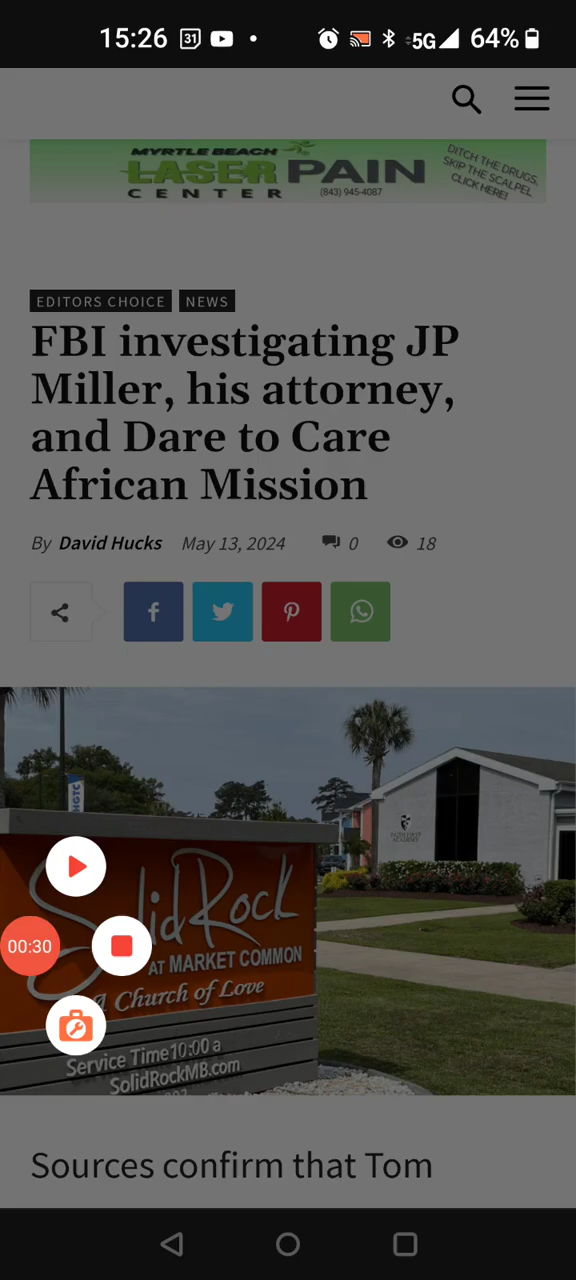 15:26 31 5G 64%
MYRTLE BEACH
LASER PAIN
CENTER (843) 945-4087
DITCH THE DRUGS,
SKIP THE SCALPEL,
CLICK HERE!
EDITORS CHOICE NEWS
FBI investigating JP
Miller, his attorney,
and Dare to Care
African Mission
By David Hucks May 13, 2024 0 18
HGTC
SolidRock
AT MARKET COMMON
A Church of Love
00:30
Service Time 10:00 a
SolidRockMB.com
Sources confirm that Tom